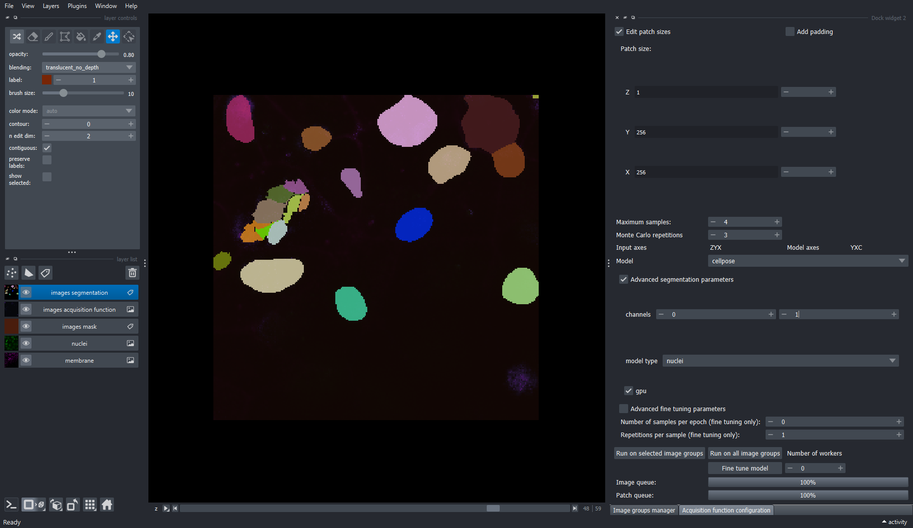 File View Layers Plugins Window Help
layer controls
opacity: 0.80
blending: translucent_no_depth
label: 1
brush size: 10
color mode: auto
contour: 0
n edit dim: 2
contiguous:
preserve
labels:
show
selected:
layer list
images segmentation
images acquisition function
images mask
nuclei
membrane
z 48 59
Ready
Dock widget 2
Edit patch sizes Add padding
Patch size:
Z 1
Y 256
X 256
Maximum samples: 4
Monte Carlo repetitions 3
Input axes ZYX Model axes YXC
Model cellpose
Advanced segmentation parameters
channels 0 1
model type nuclei
gpu
Advanced fine tuning parameters
Number of samples per epoch (fine tuning only): 0
Repetitions per sample (fine tuning only): 1
Run on selected image groups Run on all image groups Number of workers
Fine tune model 0
Image queue: 100%
Patch queue: 100%
Image groups manager Acquisition function configuration
activity